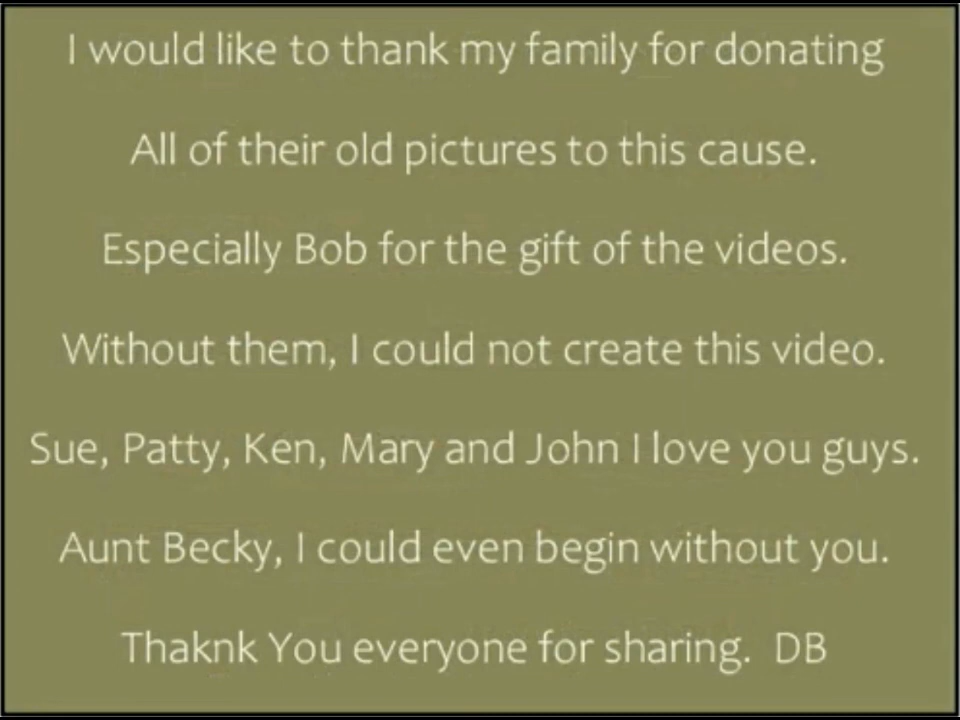 I would like to thank my family for donating
All of their old pictures to this cause.
Especially Bob for the gift of the videos.
Without them, I could not create this video.
Sue, Patty, Ken, Mary and John I love you guys.
Aunt Becky, I could even begin without you.
Thaknk You everyone for sharing. DB